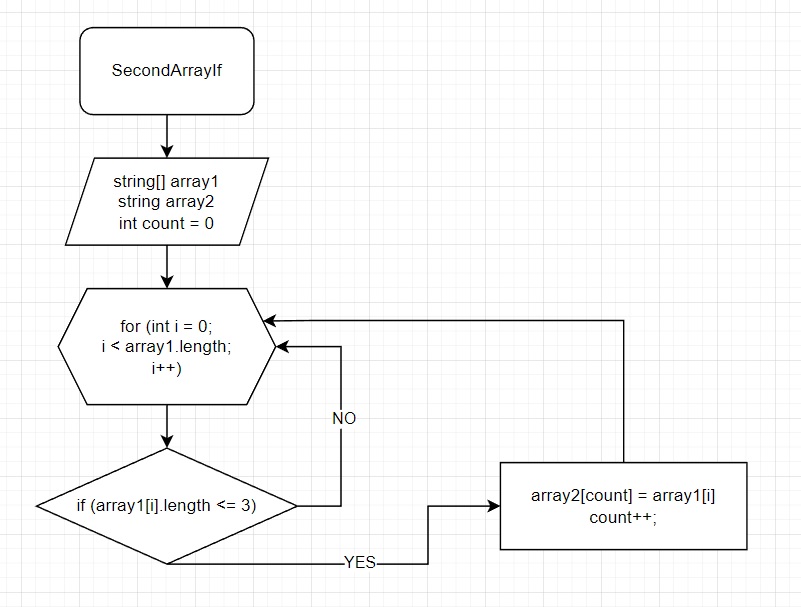 SecondArrayIf
string[] array1
string array2
int count = 0
for (int i = 0;
i < array1.length;
i++)
NO
if (array1[i].length <= 3)
array2[count] = array1[i]
count++;
YES